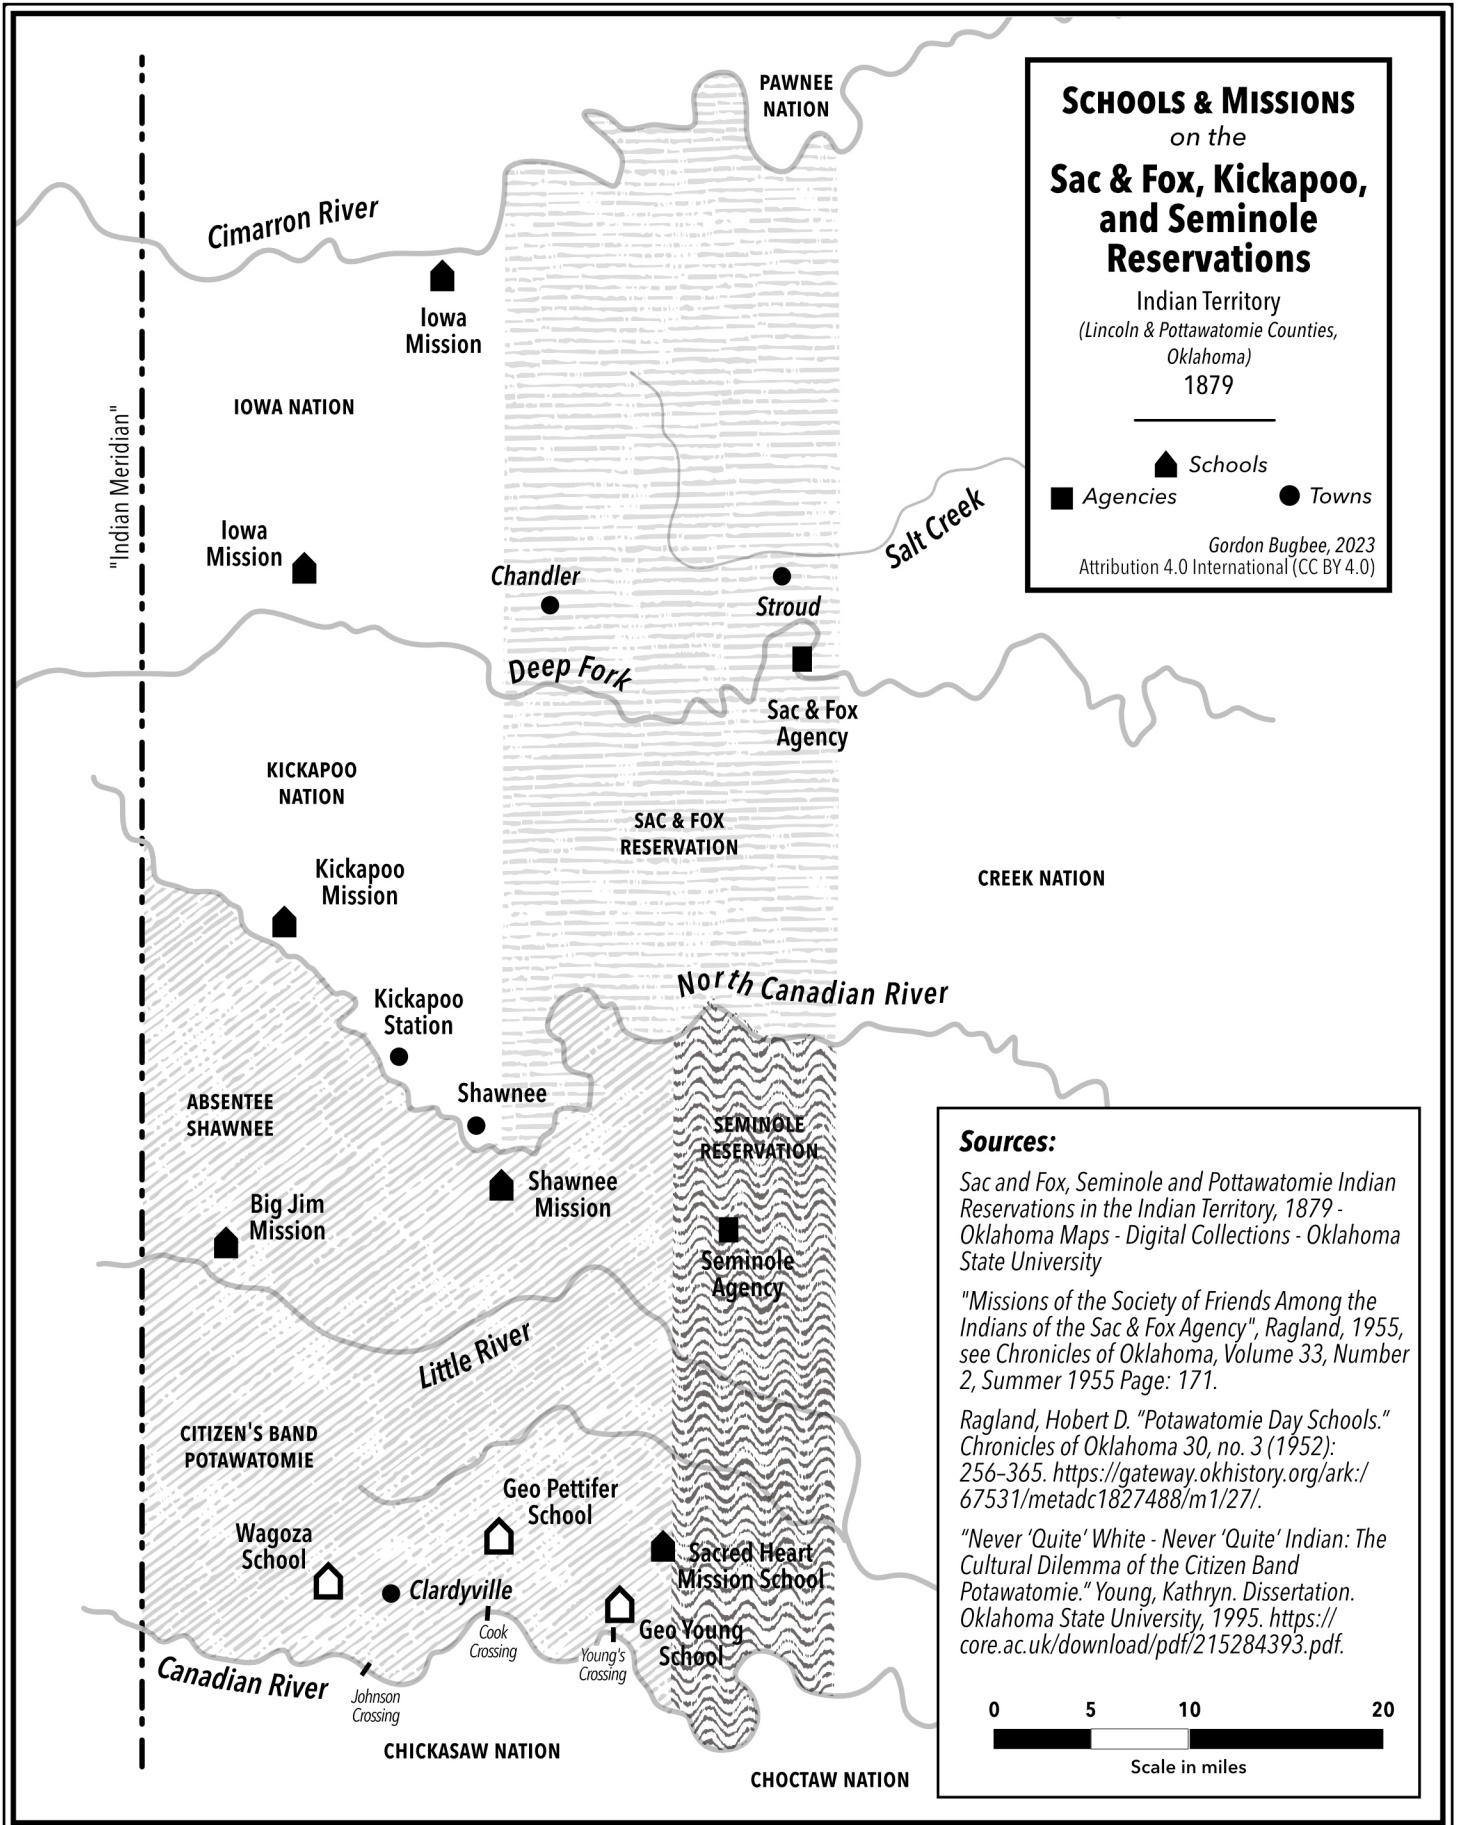 PAWNEE
NATION
SCHOOLS & MISSIONS
on the
Sac & Fox, Kickapoo,
and Seminole
Reservations
Indian Territory
(Lincoln & Pottawatomie Counties,
Oklahoma)
1879
Schools
Agencies
Towns
Gordon Bugbee, 2023
Attribution 4.0 International (CC BY 4.0)
Cimarron River
Iowa
Mission
IOWA NATION
"Indian Meridian"
Iowa
Mission
Chandler
Salt Creek
Stroud
Deep Fork
Sac & Fox
Agency
KICKAPOO
NATION
SAC & FOX
RESERVATION
Kickapoo
Mission
CREEK NATION
North Canadian River
Kickapoo
Station
Shawnee
ABSENTEE
SHAWNEE
SEMINOLE
RESERVATION
Shawnee
Mission
Big Jim
Mission
Seminole
Agency
Little River
CITIZEN'S BAND
POTAWATOMIE
Geo Pettifer
School
Wagoza
School
Sacred Heart
Mission School
Clardyville
Geo Young
School
Cook
Crossing
Young's
Crossing
Canadian River
Johnson
Crossing
CHICKASAW NATION
CHOCTAW NATION
Sources:
Sac and Fox, Seminole and Pottawatomie Indian
Reservations in the Indian Territory, 1879 -
Oklahoma Maps - Digital Collections - Oklahoma
State University
"Missions of the Society of Friends Among the
Indians of the Sac & Fox Agency", Ragland, 1955,
see Chronicles of Oklahoma, Volume 33, Number
2, Summer 1955 Page: 171.
Ragland, Hobert D. “Potawatomie Day Schools.”
Chronicles of Oklahoma 30, no. 3 (1952):
256–365. https://gateway.okhistory.org/ark:/
67531/metadc1827488/m1/27/.
“Never ‘Quite’ White - Never ‘Quite’ Indian: The
Cultural Dilemma of the Citizen Band
Potawatomie.” Young, Kathryn. Dissertation.
Oklahoma State University, 1995. https://
core.ac.uk/download/pdf/215284393.pdf.
0 5 10 20
Scale in miles